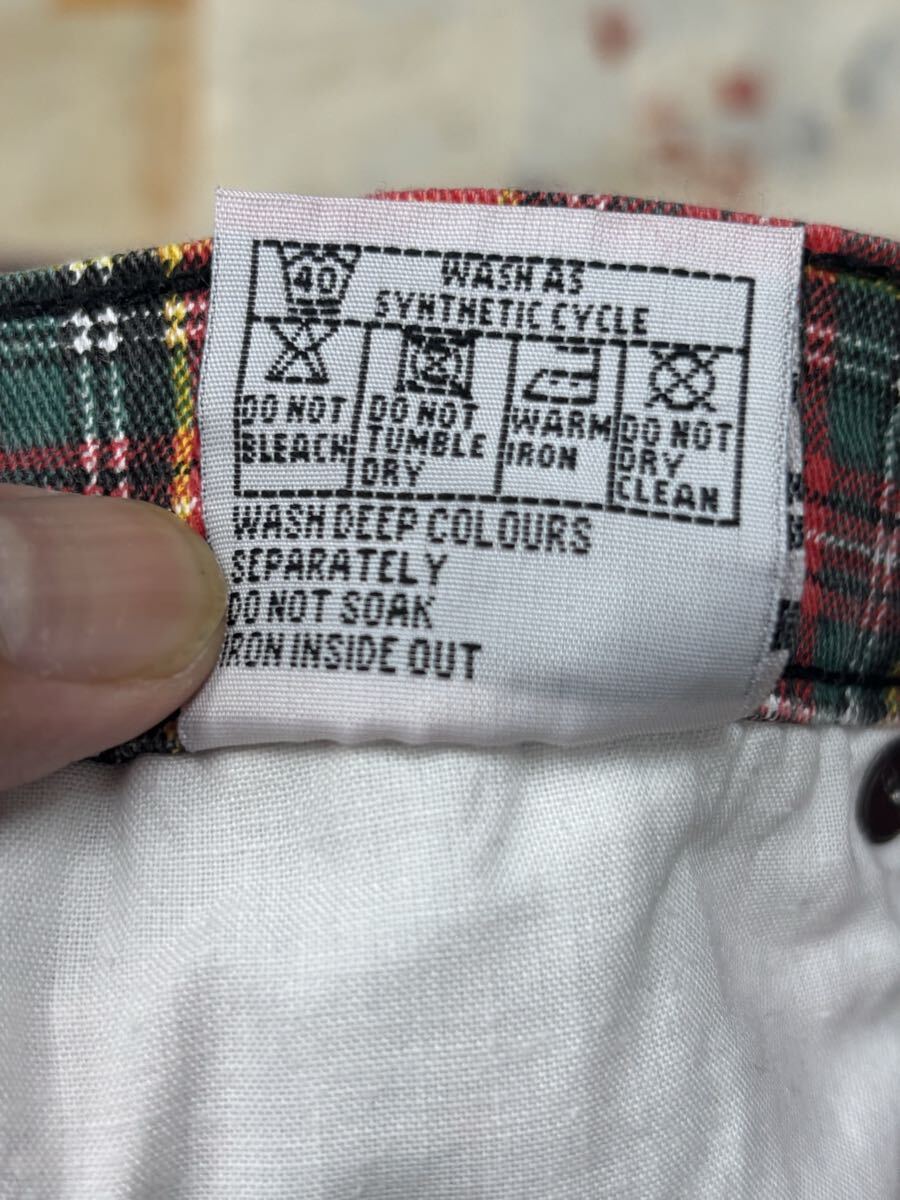 40
WASH AS
SYNTHETIC CYCLE
DO NOT
BLEACH
DO NOT
TUMBLE
DRY
WARM
IRON
DO NOT
DRY
CLEAN
WASH DEEP COLOURS
SEPARATELY
DO NOT SOAK
IRON INSIDE OUT